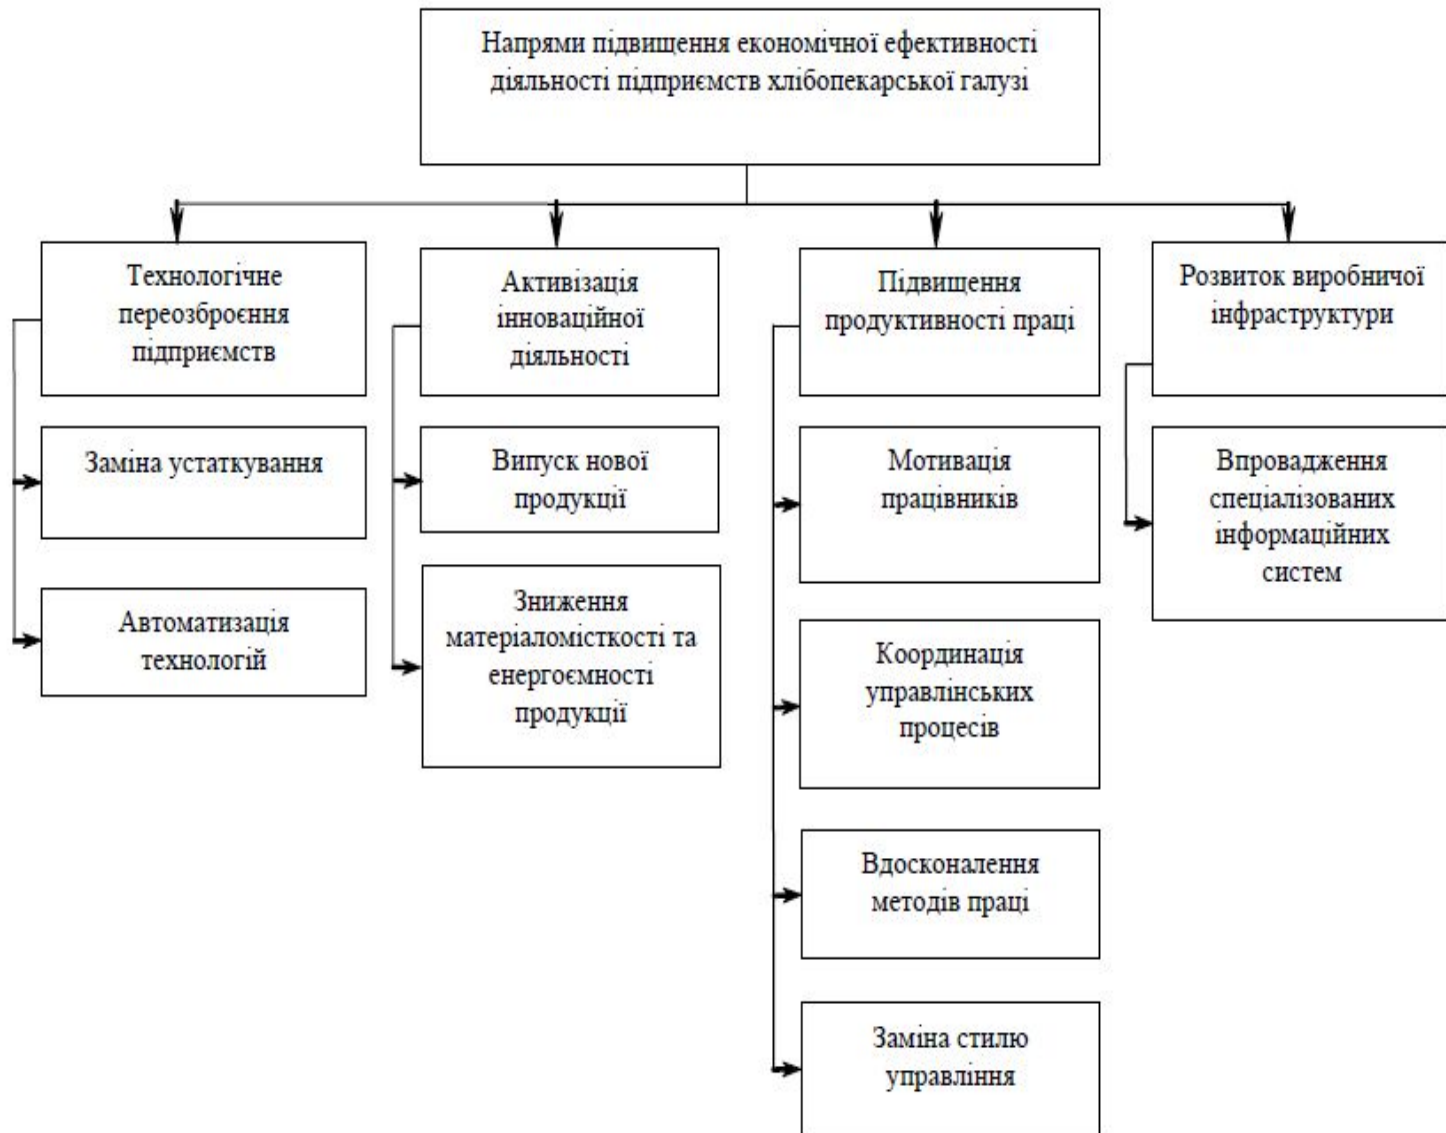 Напрями підвищення економічної ефективності
діяльності підприємств хлібопекарської галузі
Технологічне
переозброєння
підприємств
Заміна устаткування
Автоматизація
технологій
Активізація
інноваційної
діяльності
Випуск нової
продукції
Зниження
матеріаломісткості та
енергоємності
продукції
Підвищення
продуктивності праці
Мотивація
працівників
Координація
управлінських
процесів
Вдосконалення
методів праці
Заміна стилю
управління
Розвиток виробничої
інфраструктури
Впровадження
спеціалізованих
інформаційних
систем